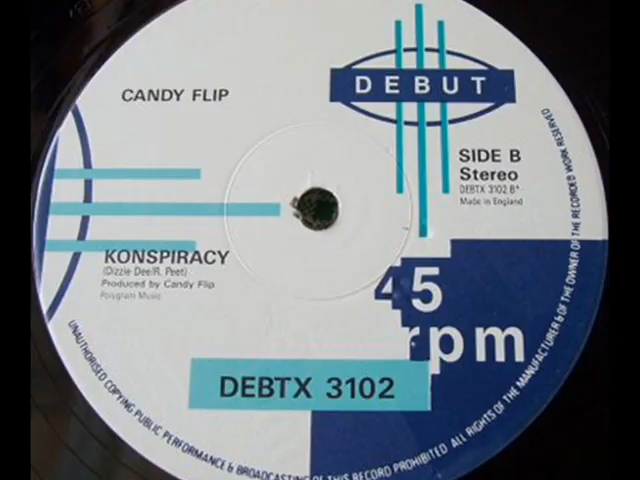 CANDY FLIP
DEBUT
SIDE B
Stereo
DEBTX 3102 B*
Made in England
KONSPIRACY
(Dizzie Dee/R. Peet)
Produced by Candy Flip
Polygram Music
45
rpm
DEBTX 3102
UNAUTHORISED COPYING PUBLIC PERFORMANCE & BROADCASTING OF THIS RECORD PROHIBITED ALL RIGHTS OF THE MANUFACTURER & OF THE OWNER OF THE RECORDED WORK RESERVED